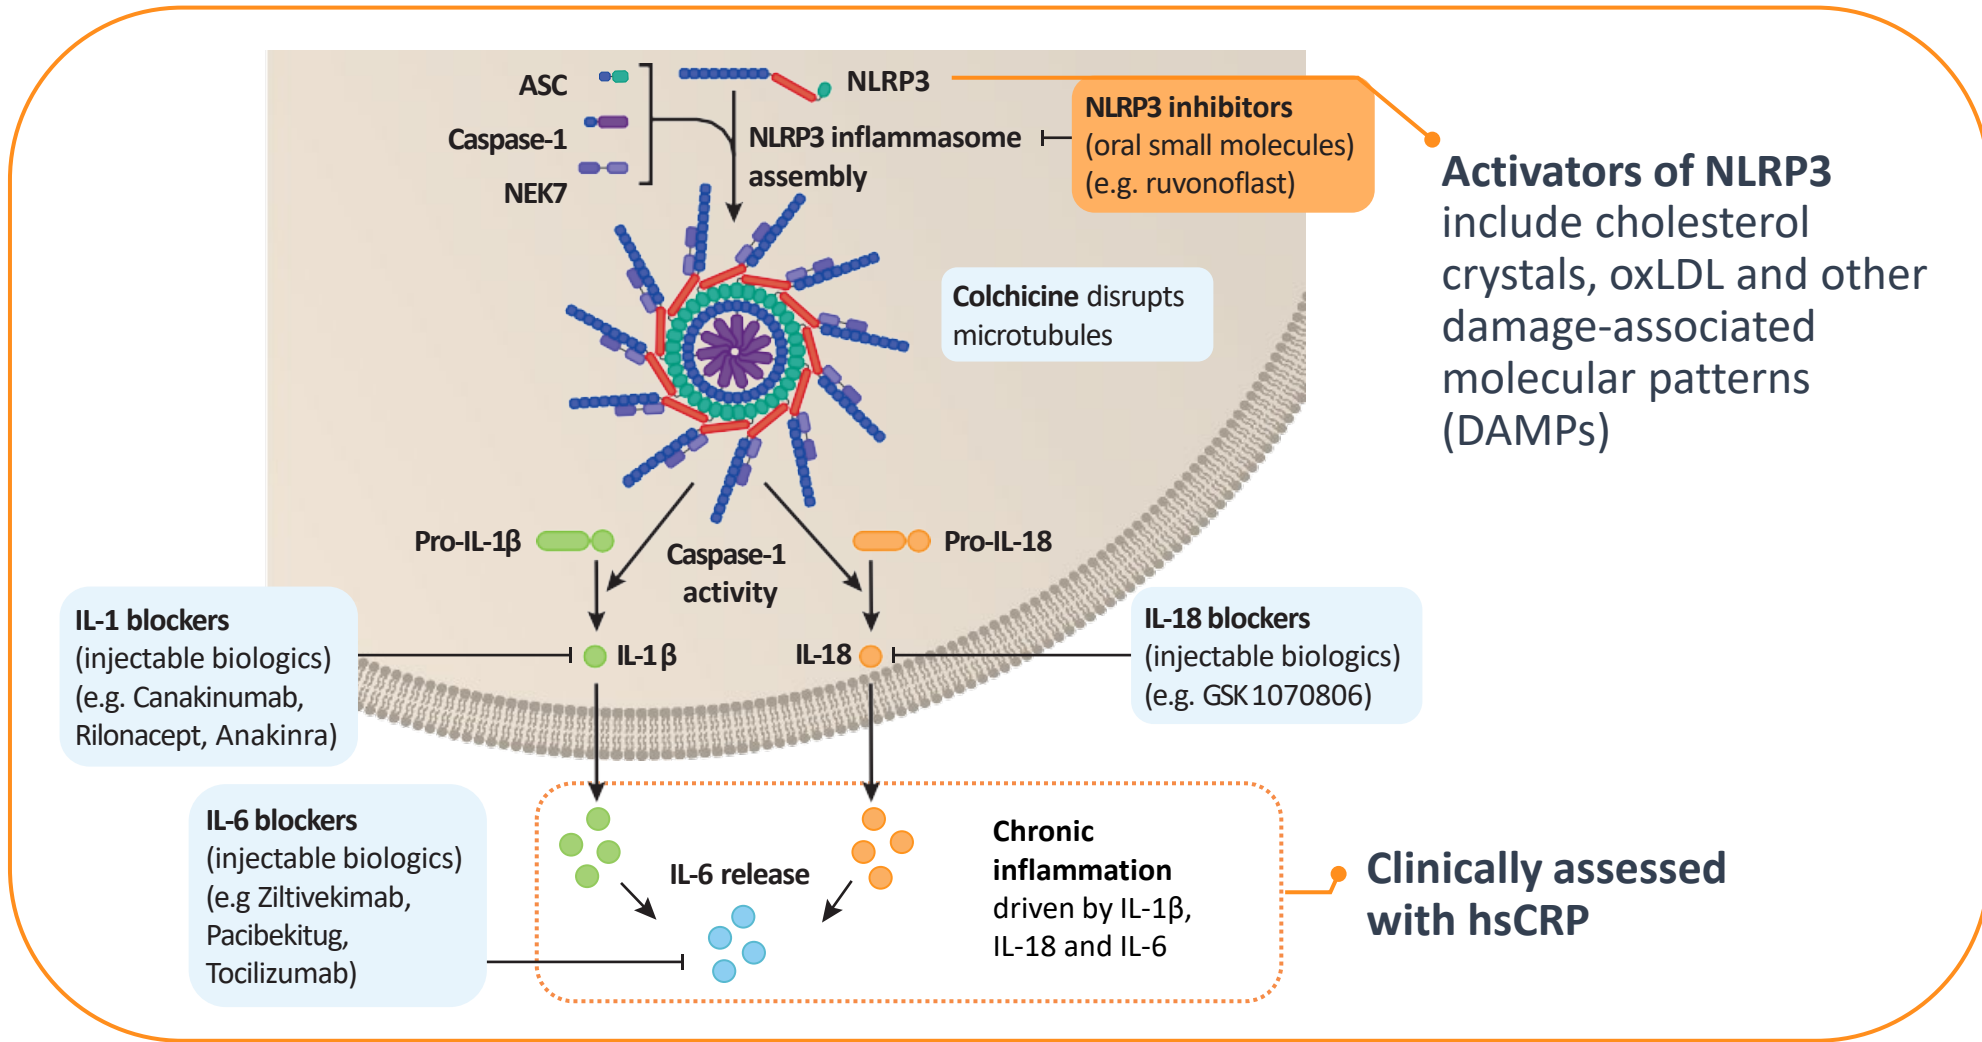 ASC
Caspase-1
NEK7
NLRP3
NLRP3 inflammasome
assembly
NLRP3 inhibitors
(oral small molecules)
(e.g. ruvonoflast)
Activators of NLRP3
include cholesterol
crystals, oxLDL and other
damage-associated
molecular patterns
(DAMPs)
Colchicine disrupts
microtubules
Pro-IL-1β
Caspase-1
activity
Pro-IL-18
IL-1 blockers
(injectable biologics)
(e.g. Canakinumab,
Rilonacept, Anakinra)
IL-1β
IL-18
IL-18 blockers
(injectable biologics)
(e.g. GSK1070806)
IL-6 blockers
(injectable biologics)
(e.g Ziltivekimab,
Pacibekitug,
Tocilizumab)
IL-6 release
Chronic
inflammation
driven by IL-1β,
IL-18 and IL-6
Clinically assessed
with hsCRP